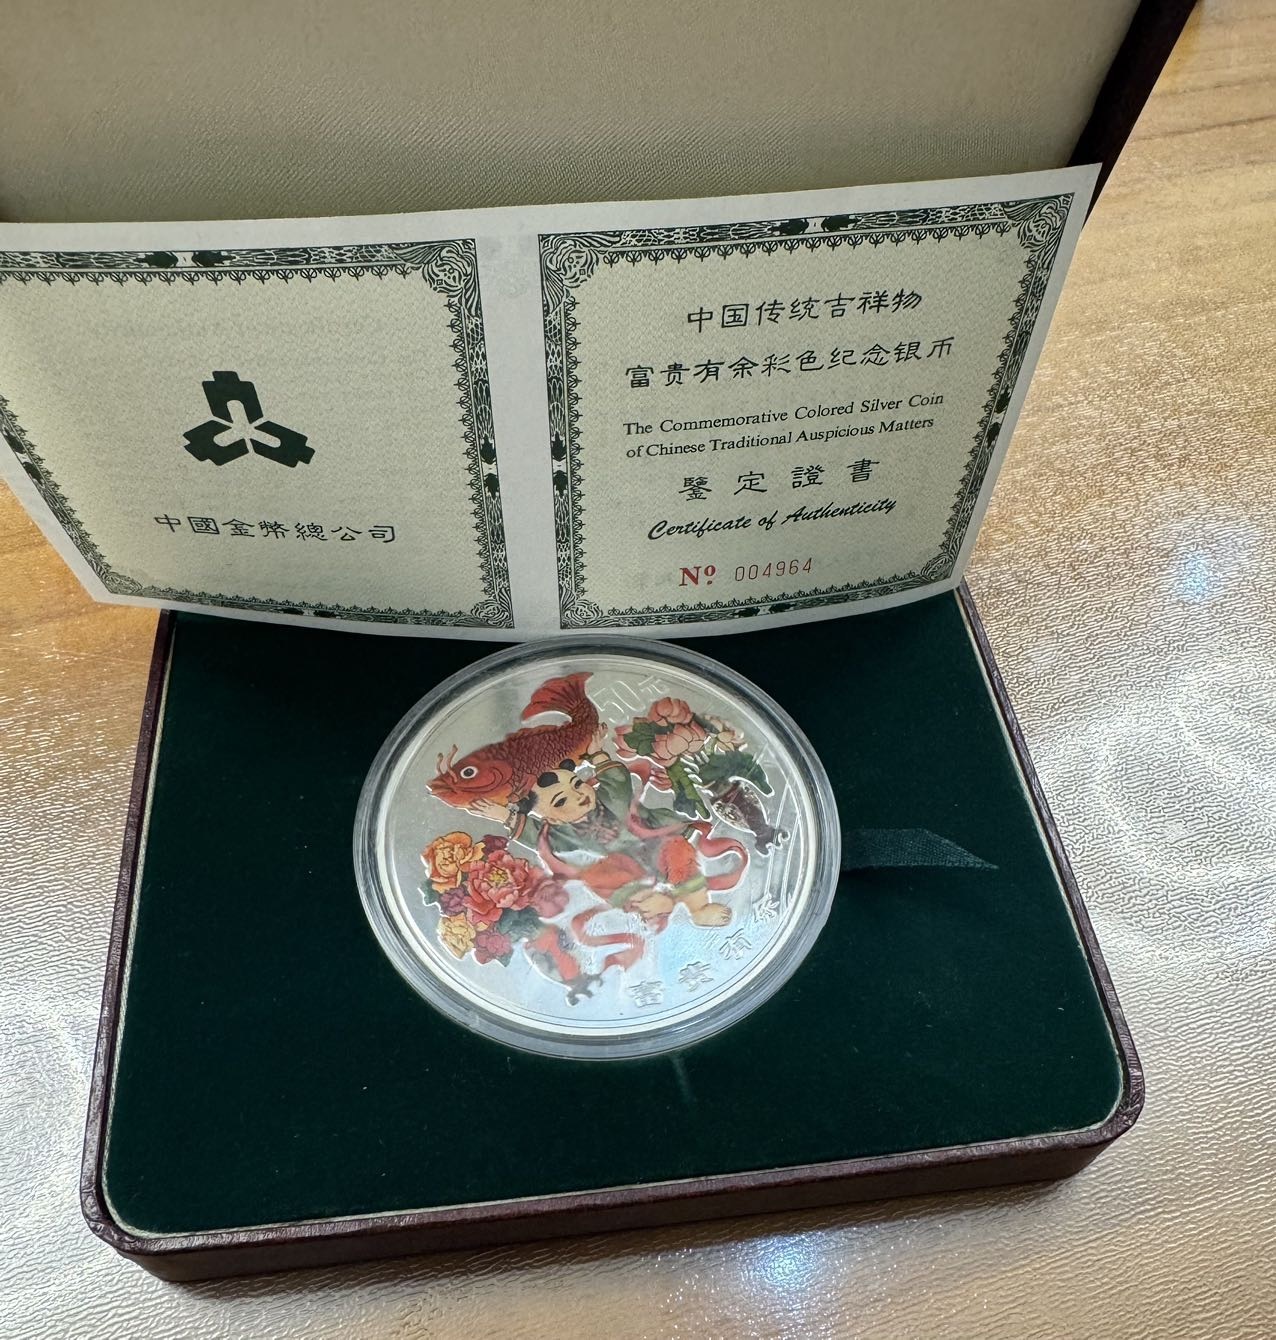 中國金幣總公司
中国传统吉祥物
富贵有余彩色纪念银币
The Commemorative Colored Silver Coin
of Chinese Traditional Auspicious Matters
鑒定證書
Certificate of Authenticity
Nº 004964
50元
富贵有余